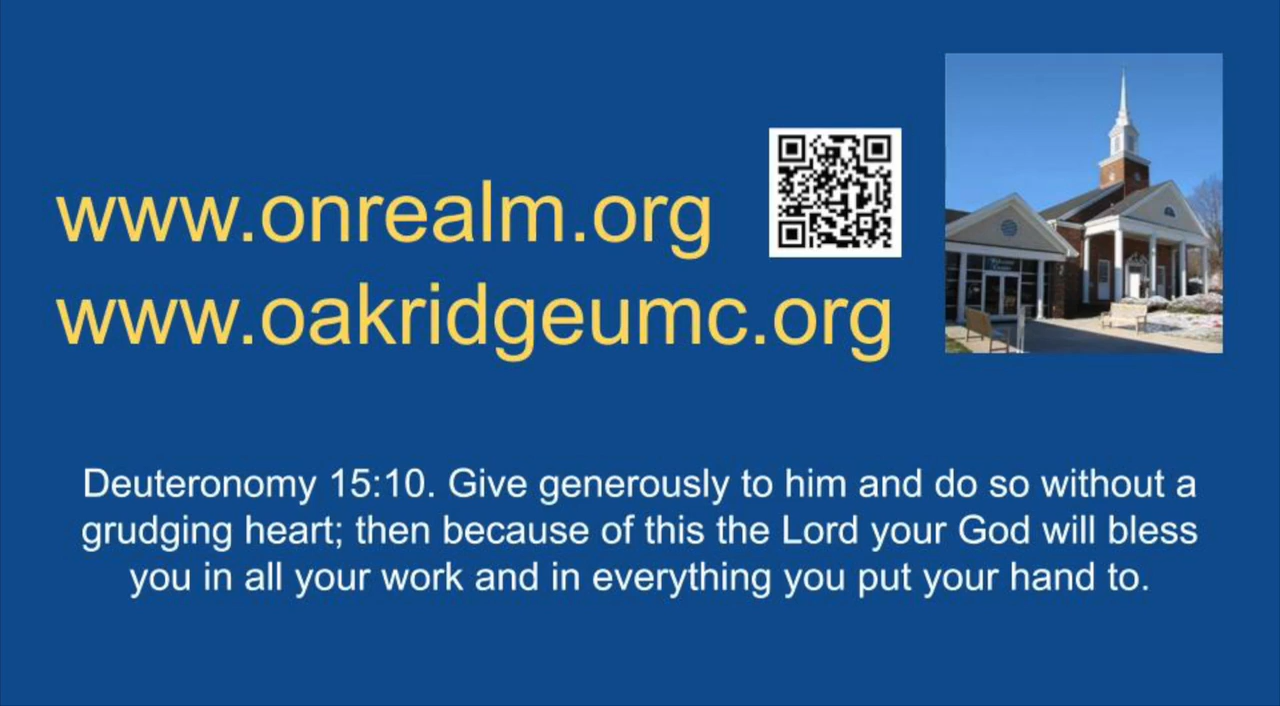 www.onrealm.org
www.oakridgeumc.org
Deuteronomy 15:10. Give generously to him and do so without a
grudging heart; then because of this the Lord your God will bless
you in all your work and in everything you put your hand to.